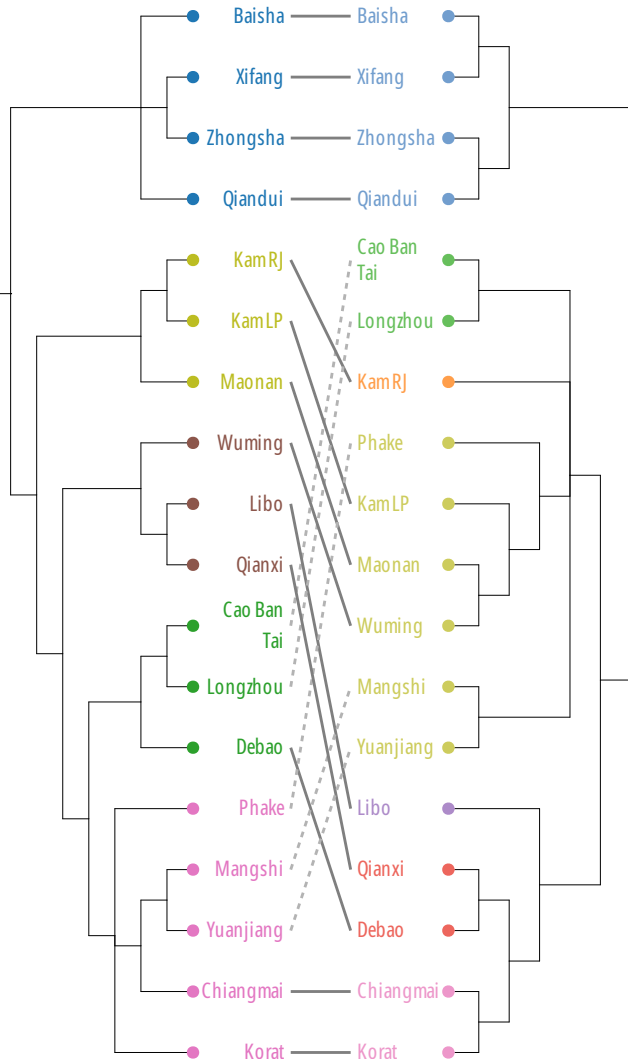 Baisha Baisha
Xifang Xifang
Zhongsha Zhongsha
Qiandui Qiandui
KamRJ Cao Ban
Tai
KamLP Longzhou
Maonan KamRJ
Wuming Phake
Libo KamLP
Qianxi Maonan
Cao Ban
Tai Wuming
Longzhou Mangshi
Debao Yuanjiang
Phake Libo
Mangshi Qianxi
Yuanjiang Debao
Chiangmai Chiangmai
Korat Korat